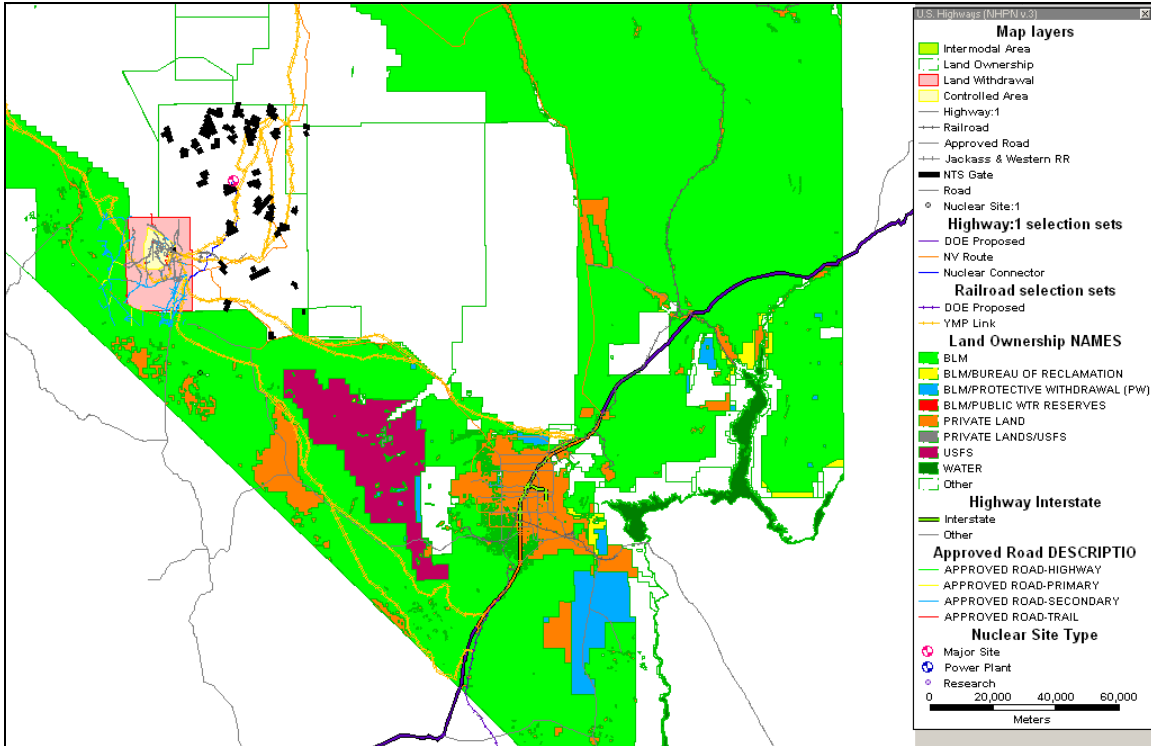 U.S. Highways (NHPN v.3)
Map layers
Intermodal Area
Land Ownership
Land Withdrawal
Controlled Area
Highway:1
Railroad
Approved Road
Jackass & Western RR
NTS Gate
Road
Nuclear Site:1
Highway:1 selection sets
DOE Proposed
NV Route
Nuclear Connector
Railroad selection sets
DOE Proposed
YMP Link
Land Ownership NAMES
BLM
BLM/BUREAU OF RECLAMATION
BLM/PROTECTIVE WITHDRAWAL (PW)
BLM/PUBLIC WTR RESERVES
PRIVATE LAND
PRIVATE LANDS/USFS
USFS
WATER
Other
Highway Interstate
Interstate
Other
Approved Road DESCRIPTIO
APPROVED ROAD-HIGHWAY
APPROVED ROAD-PRIMARY
APPROVED ROAD-SECONDARY
APPROVED ROAD-TRAIL
Nuclear Site Type
Major Site
Power Plant
Research
0 20,000 40,000 60,000
Meters